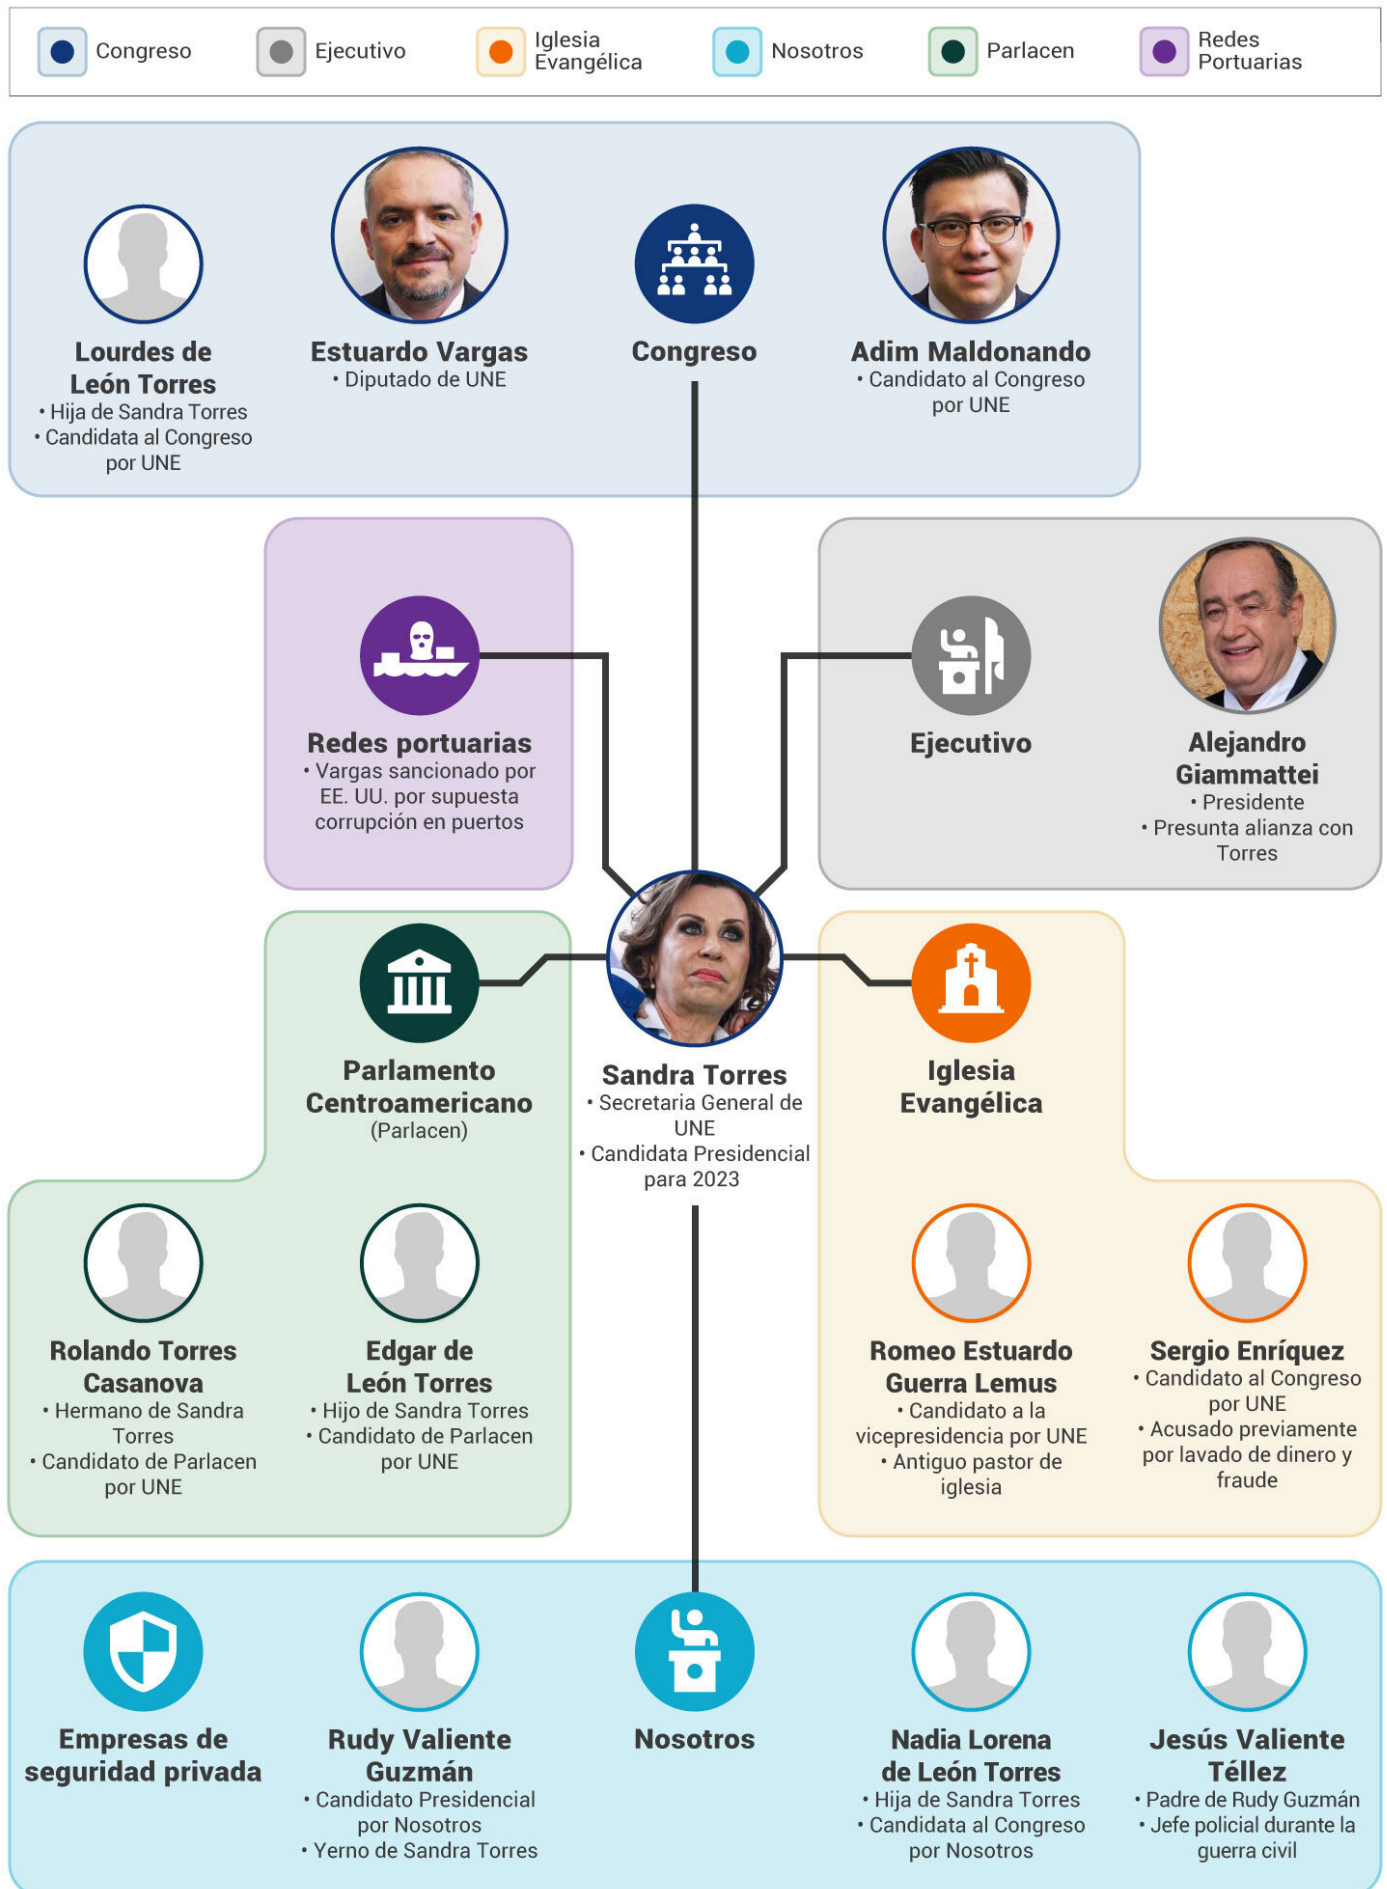 Congreso
Ejecutivo
Iglesia
Evangélica
Nosotros
Parlacen
Redes
Portuarias
Lourdes de
León Torres
• Hija de Sandra Torres
• Candidata al Congreso
por UNE
Estuardo Vargas
• Diputado de UNE
Congreso
Adim Maldonando
• Candidato al Congreso
por UNE
Redes portuarias
• Vargas sancionado por
EE. UU. por supuesta
corrupción en puertos
Ejecutivo
Alejandro
Giammattei
• Presidente
• Presunta alianza con
Torres
Parlamento
Centroamericano
(Parlacen)
Sandra Torres
• Secretaria General de
UNE
• Candidata Presidencial
para 2023
Iglesia
Evangélica
Rolando Torres
Casanova
• Hermano de Sandra
Torres
• Candidato de Parlacen
por UNE
Edgar de
León Torres
• Hijo de Sandra Torres
• Candidato de Parlacen
por UNE
Romeo Estuardo
Guerra Lemus
• Candidato a la
vicepresidencia por UNE
• Antiguo pastor de
iglesia
Sergio Enríquez
• Candidato al Congreso
por UNE
• Acusado previamente
por lavado de dinero y
fraude
Empresas de
seguridad privada
Rudy Valiente
Guzmán
• Candidato Presidencial
por Nosotros
• Yerno de Sandra Torres
Nosotros
Nadia Lorena
de León Torres
• Hija de Sandra Torres
• Candidata al Congreso
por Nosotros
Jesús Valiente
Téllez
• Padre de Rudy Guzmán
• Jefe policial durante la
guerra civil